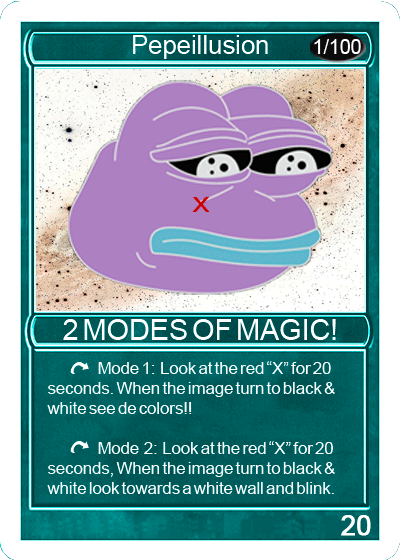 Pepeillusion
1/100
X
2 MODES OF MAGIC!
Mode 1: Look at the red “X” for 20
seconds. When the image turn to black &
white see de colors!!
Mode 2: Look at the red “X” for 20
seconds, When the image turn to black &
white look towards a white wall and blink.
20